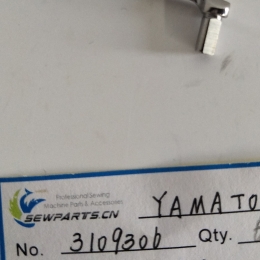 Professional Sewing
Machine Parts & Accessories
SEWPARTS.CN
YAMATO
No. 3109306 Qty.